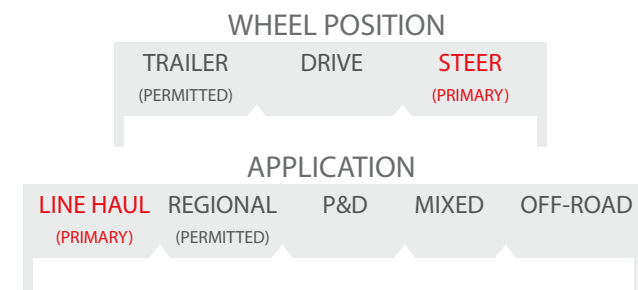 WHEEL POSITION
TRAILER DRIVE STEER
(PERMITTED) (PRIMARY)
APPLICATION
LINE HAUL REGIONAL P&D MIXED OFF-ROAD
(PRIMARY) (PERMITTED)